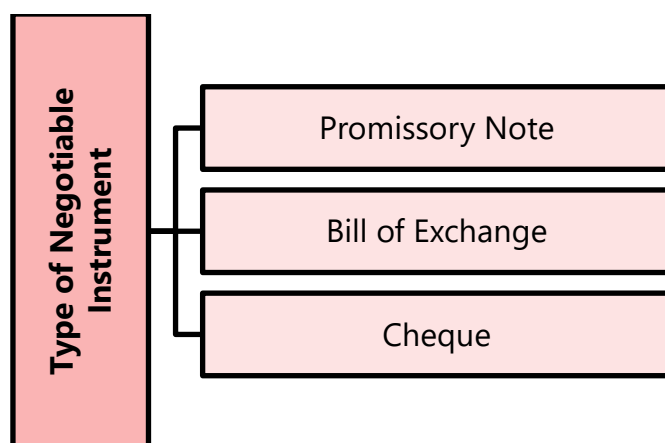 Type of Negotiable
Instrument
Promissory Note
Bill of Exchange
Cheque